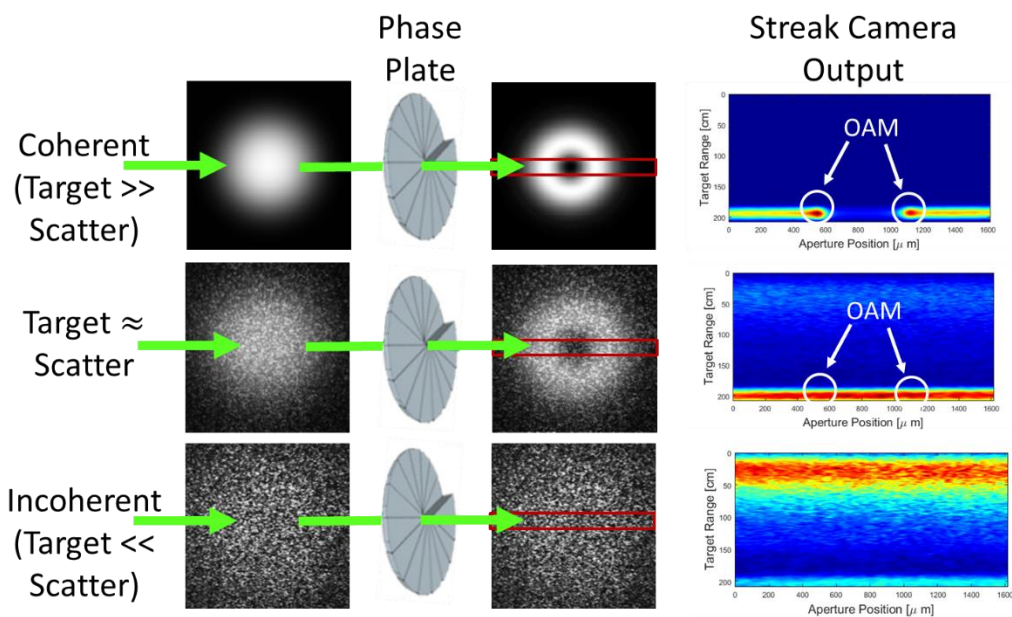 Phase
Plate
Streak Camera
Output
Coherent
(Target >>
Scatter)
OAM
Target Range [cm]
0
50
100
150
200
0 200 400 600 800 1000 1200 1400 1600
Aperture Position [μ m]
Target ≈
Scatter
OAM
Target Range [cm]
0
50
100
150
200
0 200 400 600 800 1000 1200 1400 1600
Aperture Position [μ m]
Incoherent
(Target <<
Scatter)
Target Range [cm]
0
50
100
150
200
0 200 400 600 800 1000 1200 1400 1600
Aperture Position [μ m]